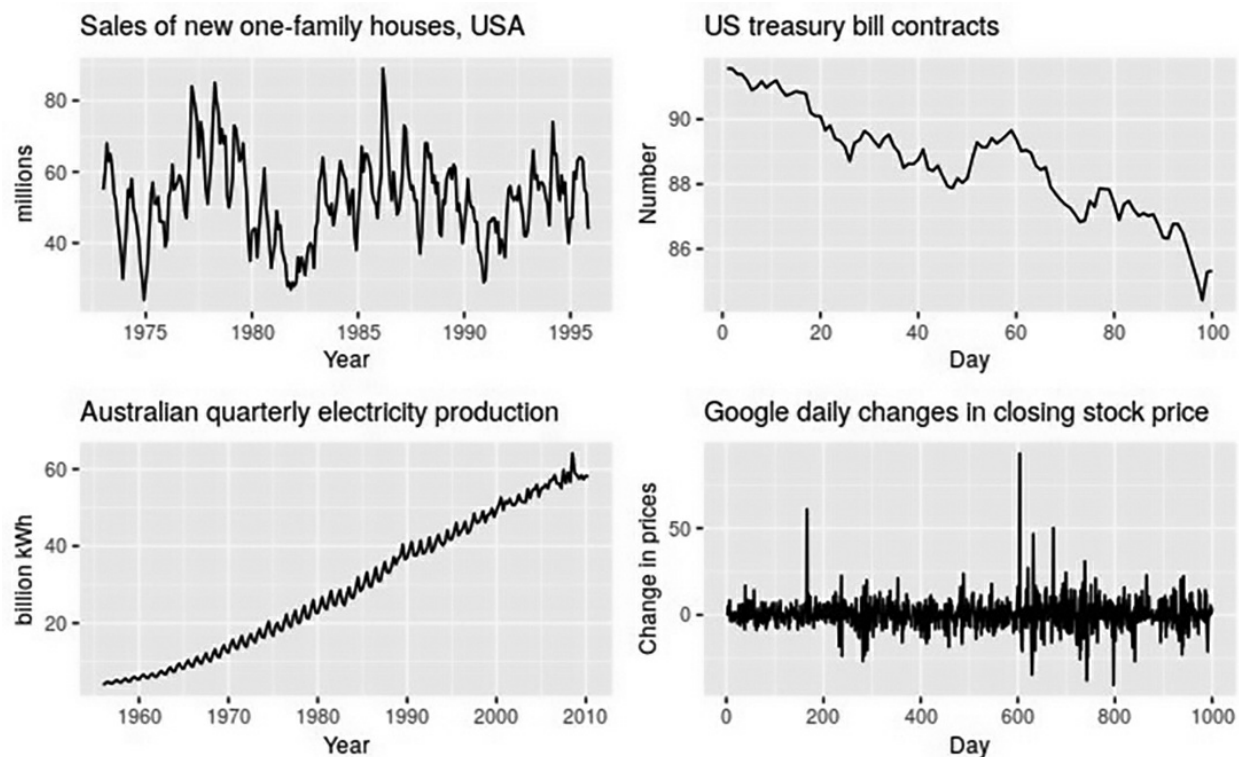 Sales of new one-family houses, USA
millions
80
60
40
1975 1980 1985 1990 1995
Year
US treasury bill contracts
Number
90
88
86
0 20 40 60 80 100
Day
Australian quarterly electricity production
billion kWh
60
40
20
1960 1970 1980 1990 2000 2010
Year
Google daily changes in closing stock price
Change in prices
50
0
0 200 400 600 800 1000
Day